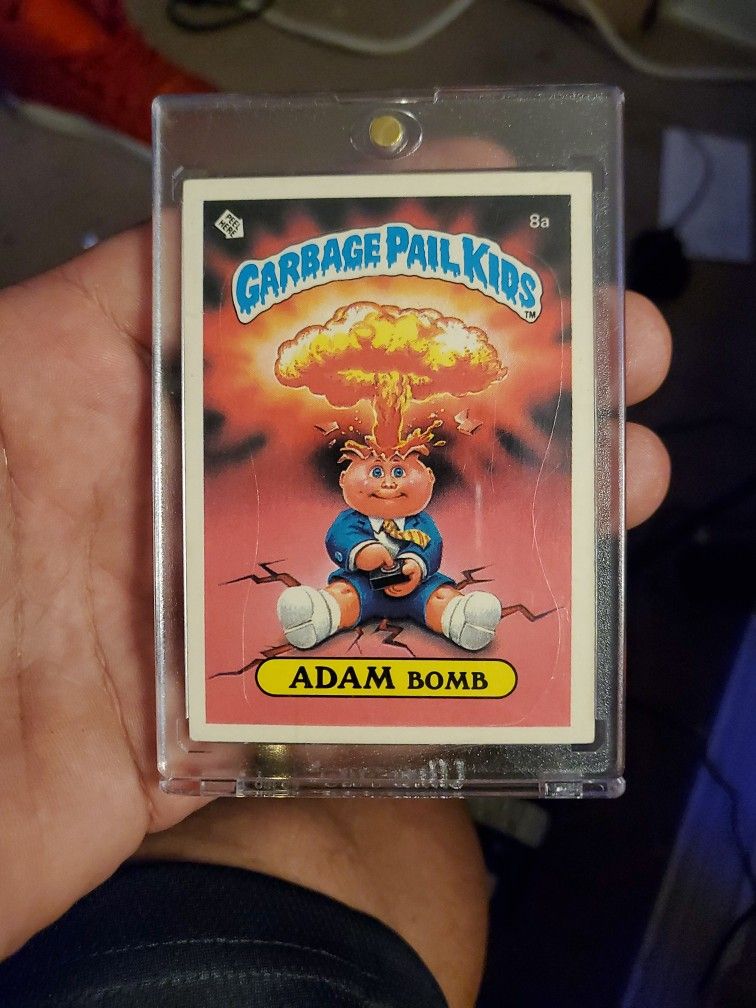 PEEL
HERE
8a
GARBAGE PAIL KIDS
TM
ADAM BOMB